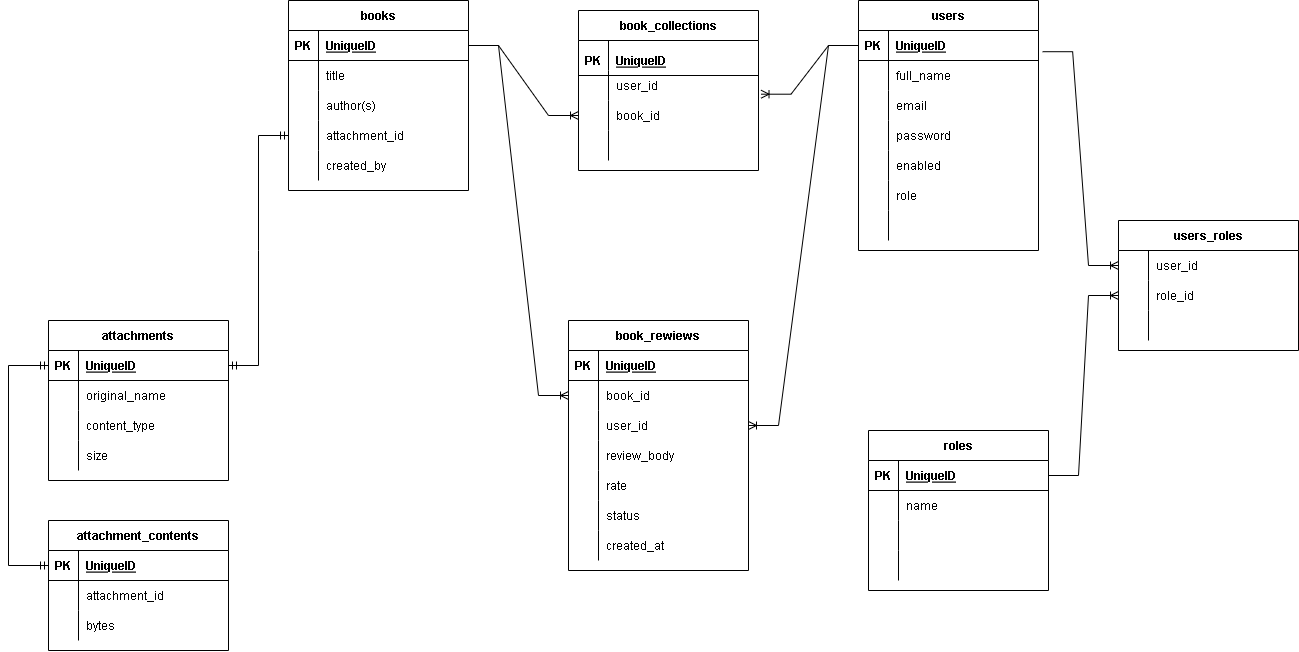 books
PK UniqueID
title
author(s)
attachment_id
created_by
book_collections
PK UniqueID
user_id
book_id
users
PK UniqueID
full_name
email
password
enabled
role
users_roles
user_id
role_id
attachments
PK UniqueID
original_name
content_type
size
book_rewiews
PK UniqueID
book_id
user_id
review_body
rate
status
created_at
roles
PK UniqueID
name
attachment_contents
PK UniqueID
attachment_id
bytes